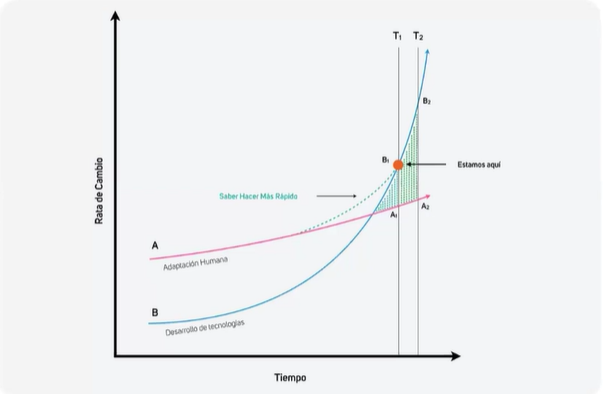 T₁ T₂
B₂
B₁
Estamos aquí
Saber Hacer Más Rápido
A₂
A₁
A
Adaptación Humana
B
Desarrollo de tecnologías
Rata de Cambio
Tiempo